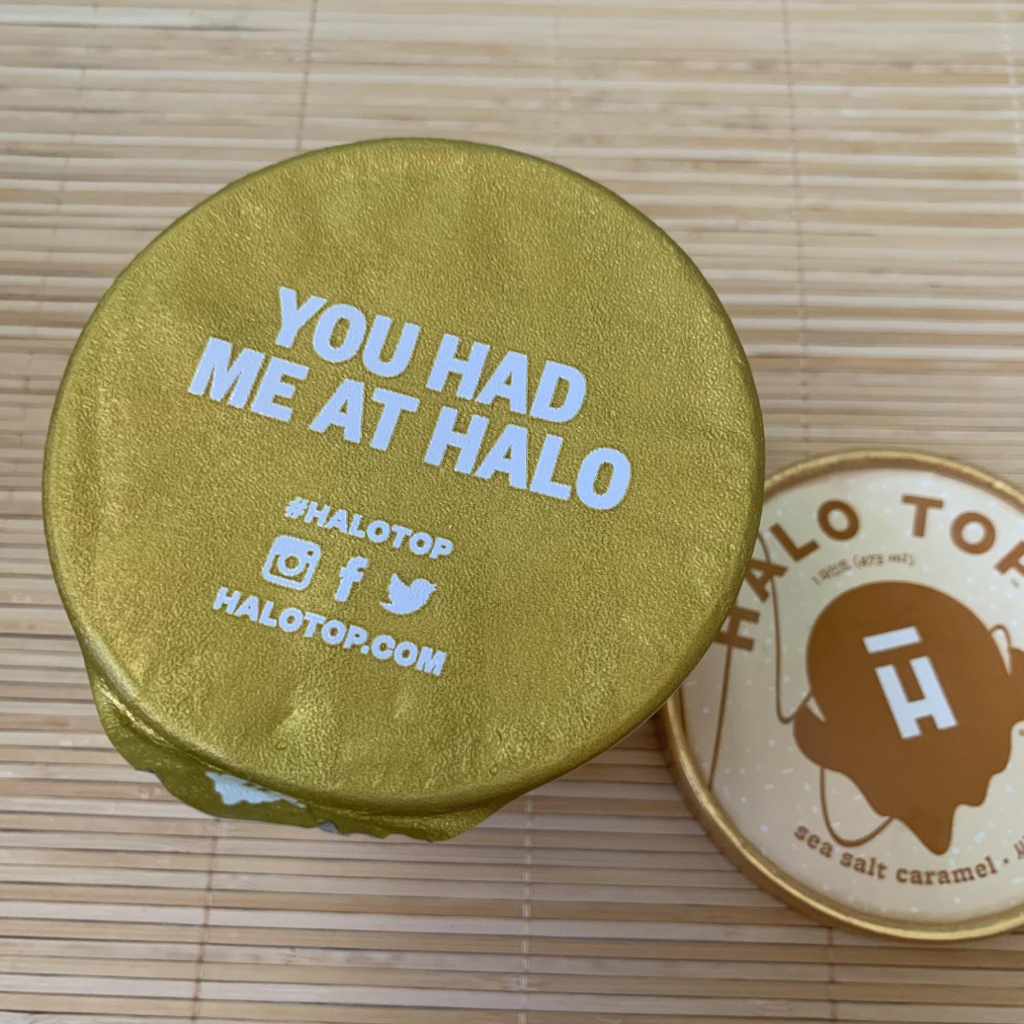 YOU HAD
ME AT HALO
#HALOTOP
HALOTOP.COM
HALO TOP
H
sea salt caramel ·